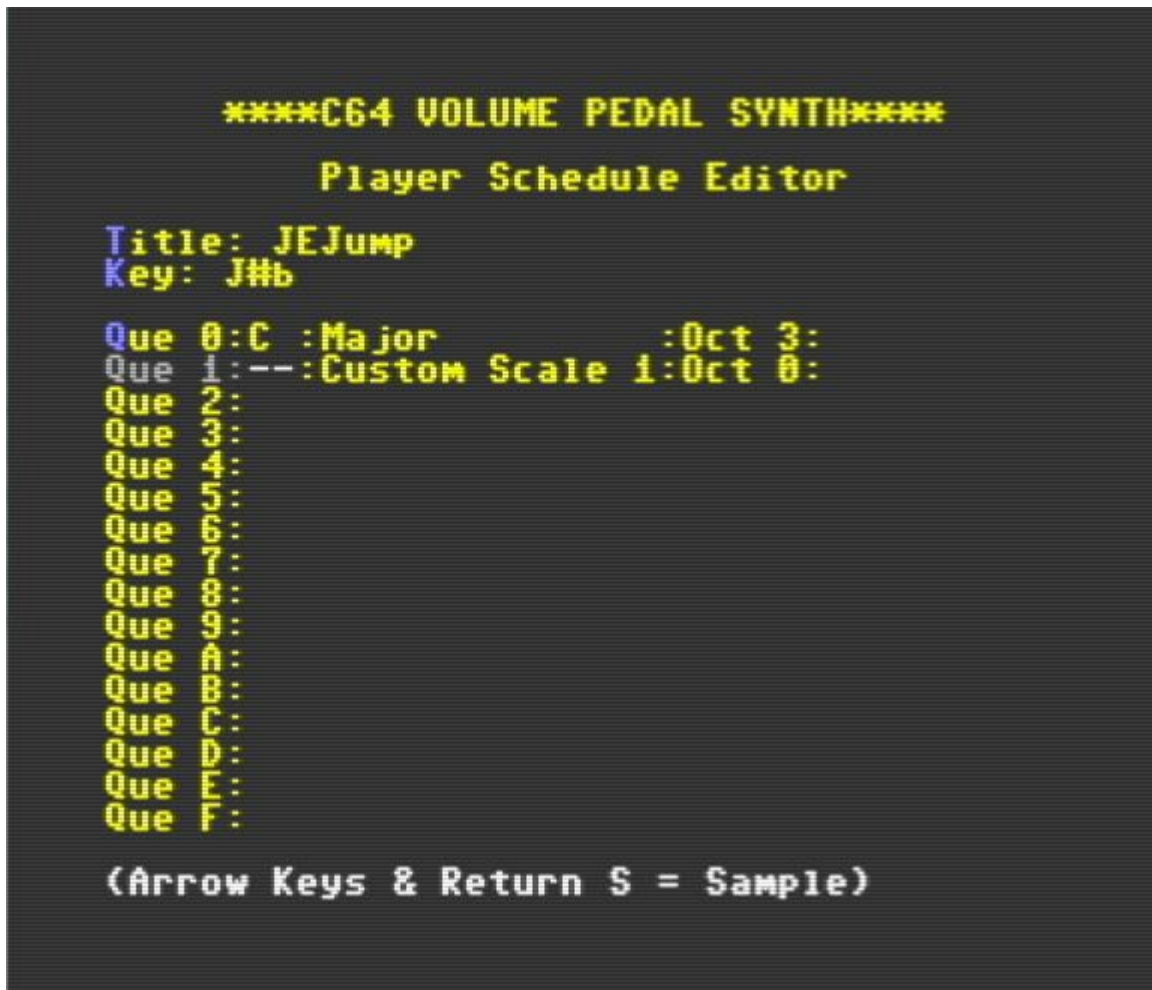 ****C64 VOLUME PEDAL SYNTH****
Player Schedule Editor
Title: JEJump
Key: J#b
Que 0:C :Major :Oct 3:
Que 1:--:Custom Scale 1:Oct 0:
Que 2:
Que 3:
Que 4:
Que 5:
Que 6:
Que 7:
Que 8:
Que 9:
Que A:
Que B:
Que C:
Que D:
Que E:
Que F:
(Arrow Keys & Return S = Sample)